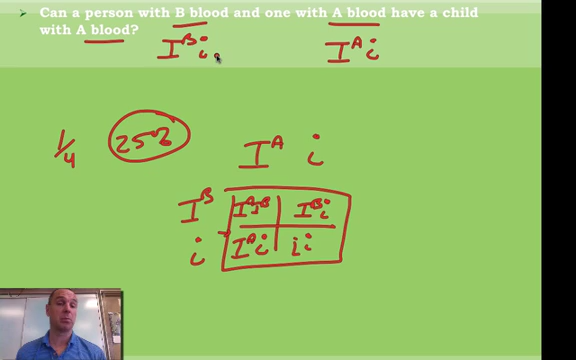 Can a person with B blood and one with A blood have a child
with A blood?
I^B i
I^A i
1/4 25%
I^A i
I^B I^A I^B I^B i
i I^A i i i